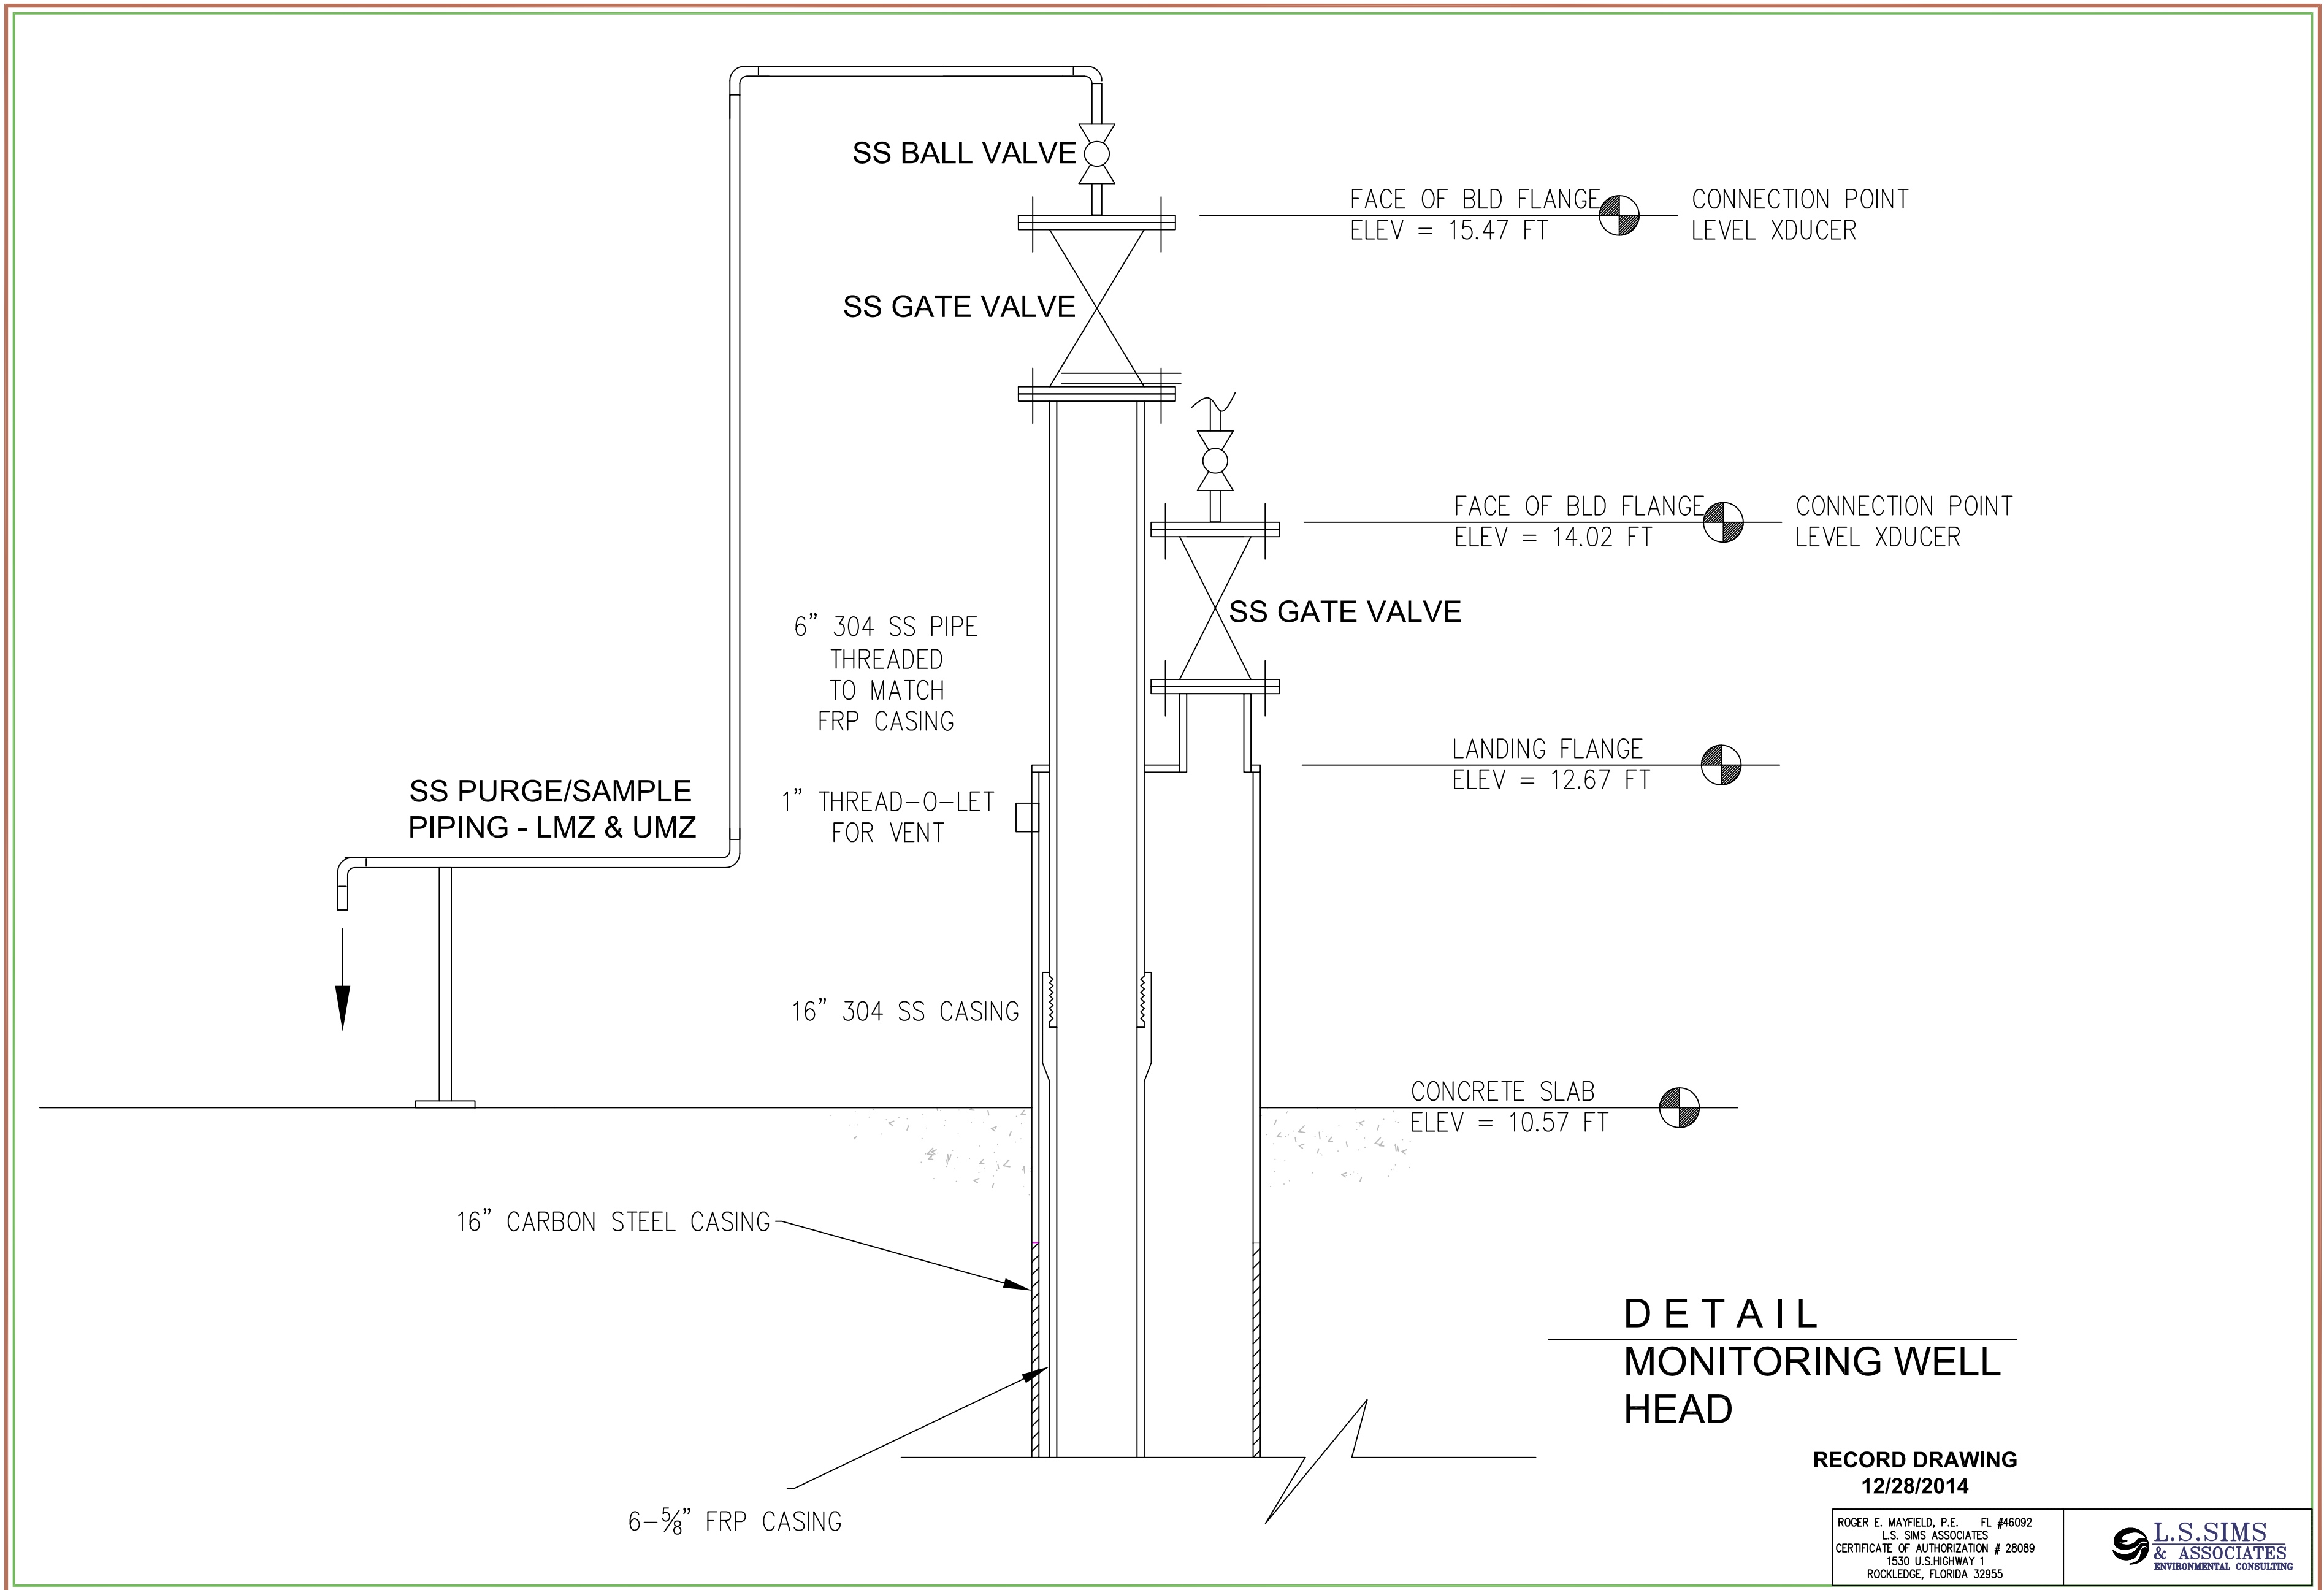 SS BALL VALVE
FACE OF BLD FLANGE
ELEV = 15.47 FT
CONNECTION POINT
LEVEL XDUCER
SS GATE VALVE
FACE OF BLD FLANGE
ELEV = 14.02 FT
CONNECTION POINT
LEVEL XDUCER
SS GATE VALVE
6” 304 SS PIPE
THREADED
TO MATCH
FRP CASING
LANDING FLANGE
ELEV = 12.67 FT
SS PURGE/SAMPLE
PIPING - LMZ & UMZ
1” THREAD-O-LET
FOR VENT
16” 304 SS CASING
CONCRETE SLAB
ELEV = 10.57 FT
16” CARBON STEEL CASING
6-⅝” FRP CASING
DETAIL
MONITORING WELL
HEAD
RECORD DRAWING
12/28/2014
ROGER E. MAYFIELD, P.E. FL #46092
L.S. SIMS ASSOCIATES
CERTIFICATE OF AUTHORIZATION # 28089
1530 U.S.HIGHWAY 1
ROCKLEDGE, FLORIDA 32955
L.S.SIMS
& ASSOCIATES
ENVIRONMENTAL CONSULTING